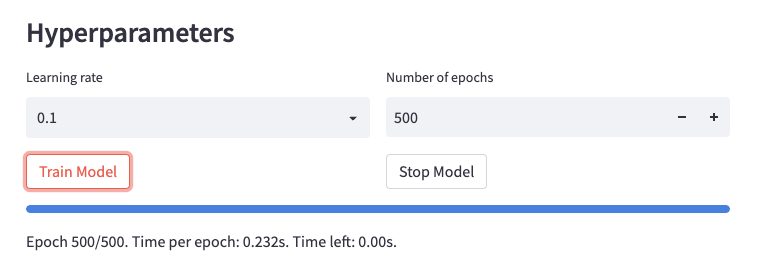 Hyperparameters
Learning rate
Number of epochs
0.1
500
Train Model
Stop Model
Epoch 500/500. Time per epoch: 0.232s. Time left: 0.00s.